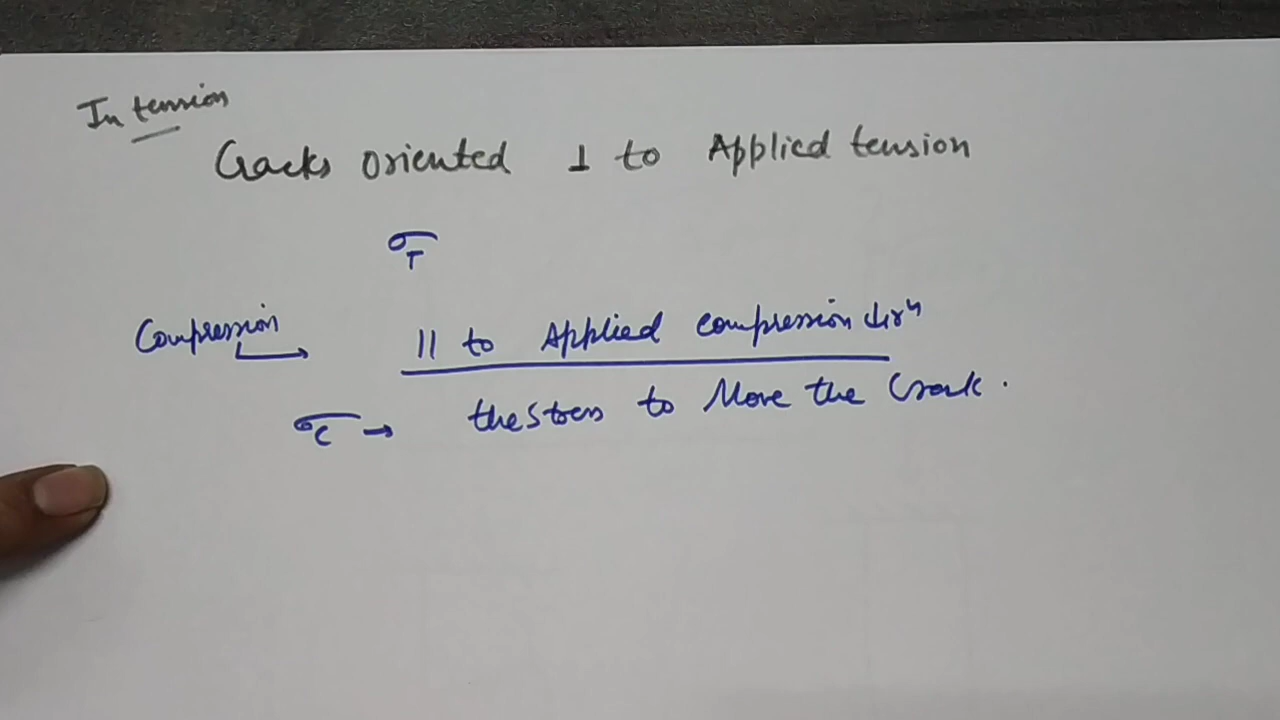 In tension
Cracks oriented ⊥ to Applied tension
σT
Compression
|| to Applied compression dirⁿ
σc → the stress to Move the Crack.